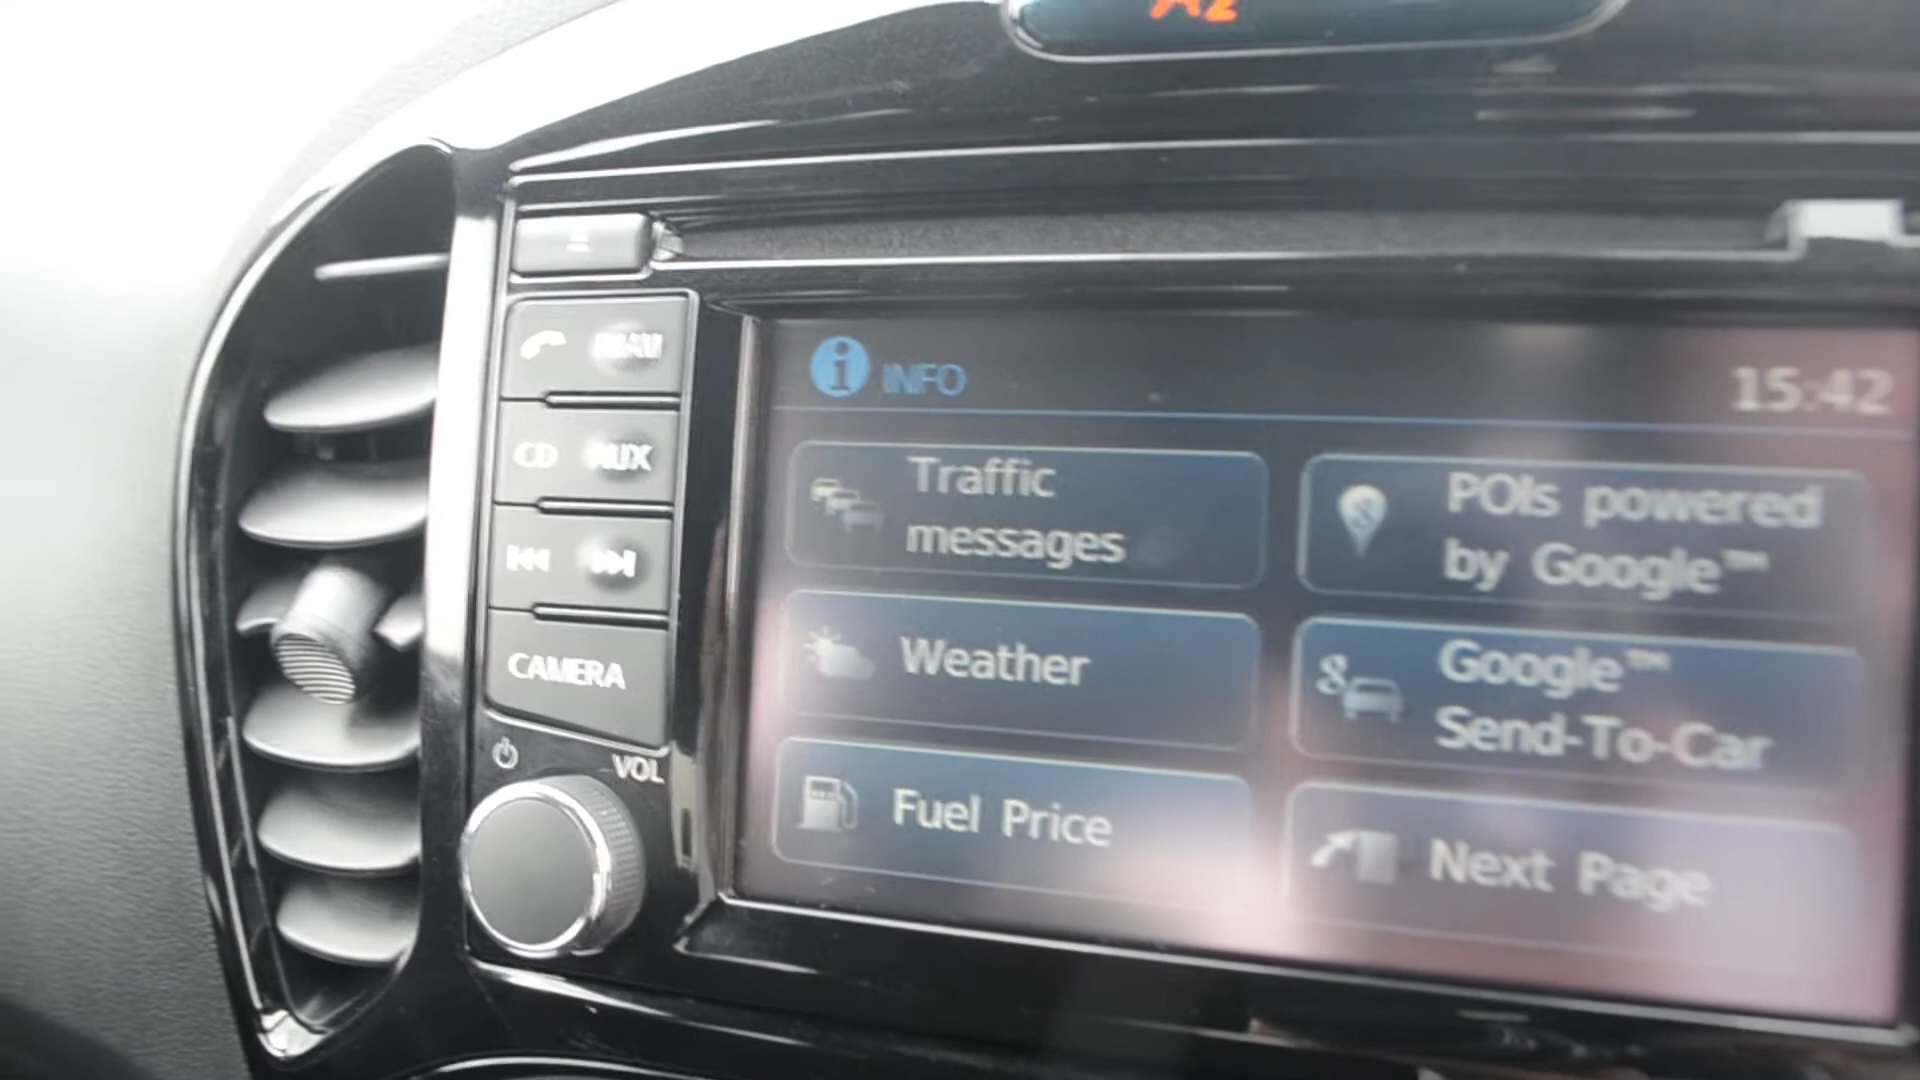 INFO
15:42
Traffic
messages
POIs powered
by Google™
Weather
Google™
Send-To-Car
Fuel Price
Next Page
CD AUX
CAMERA
VOL